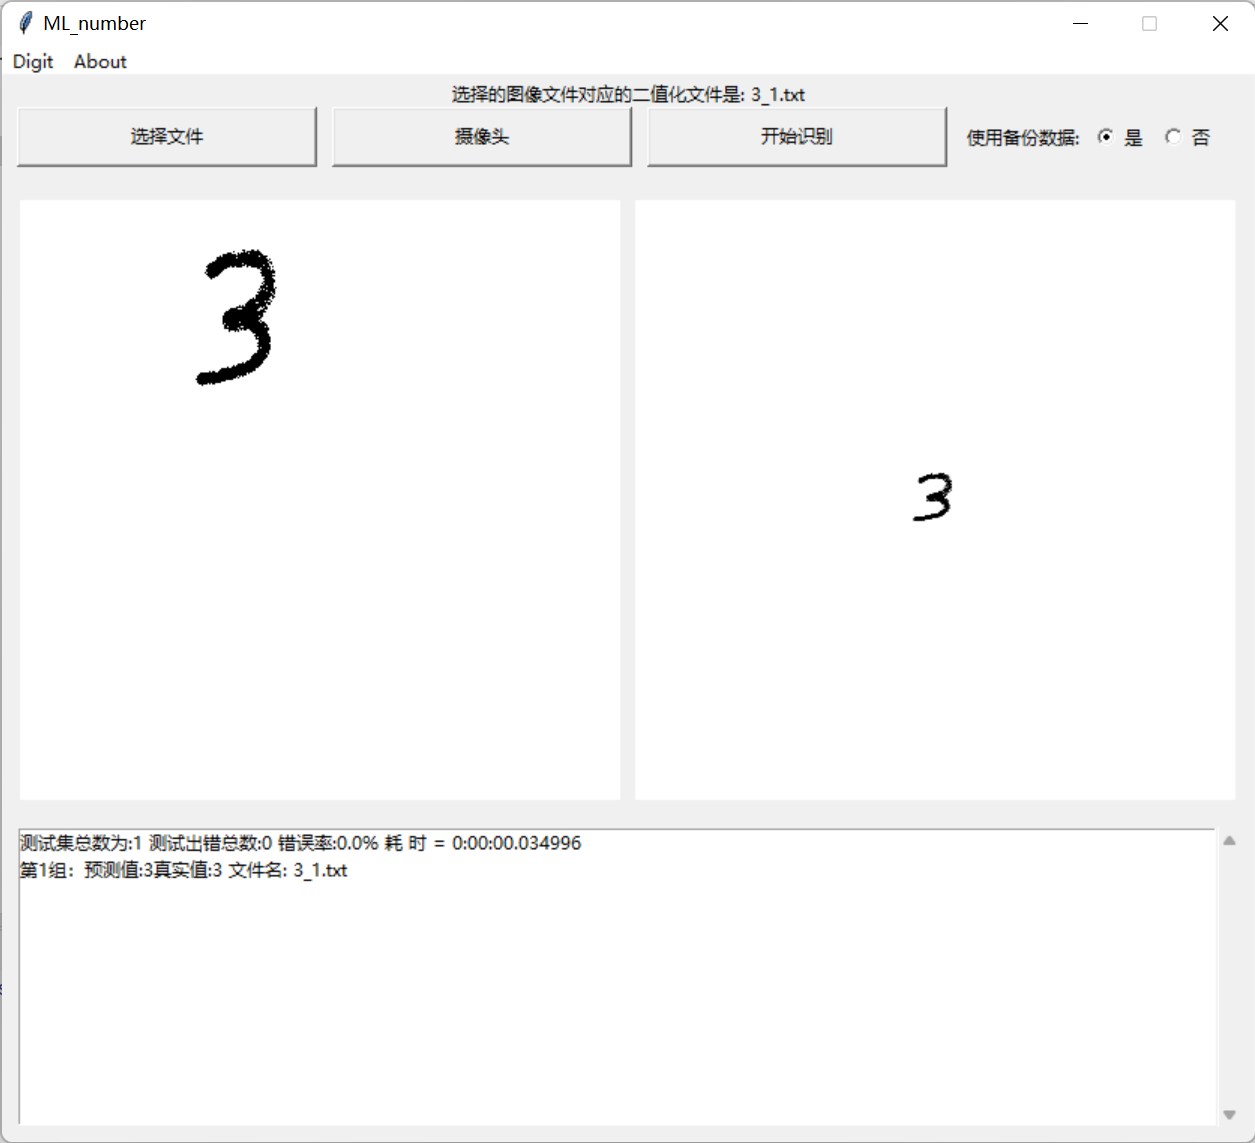 ML_number
Digit About
选择的图像文件对应的二值化文件是: 3_1.txt
选择文件 摄像头 开始识别 使用备份数据: 是 否
3
3
测试集总数为:1 测试出错总数:0 错误率:0.0% 耗 时 = 0:00:00.034996
第1组：预测值:3真实值:3 文件名: 3_1.txt